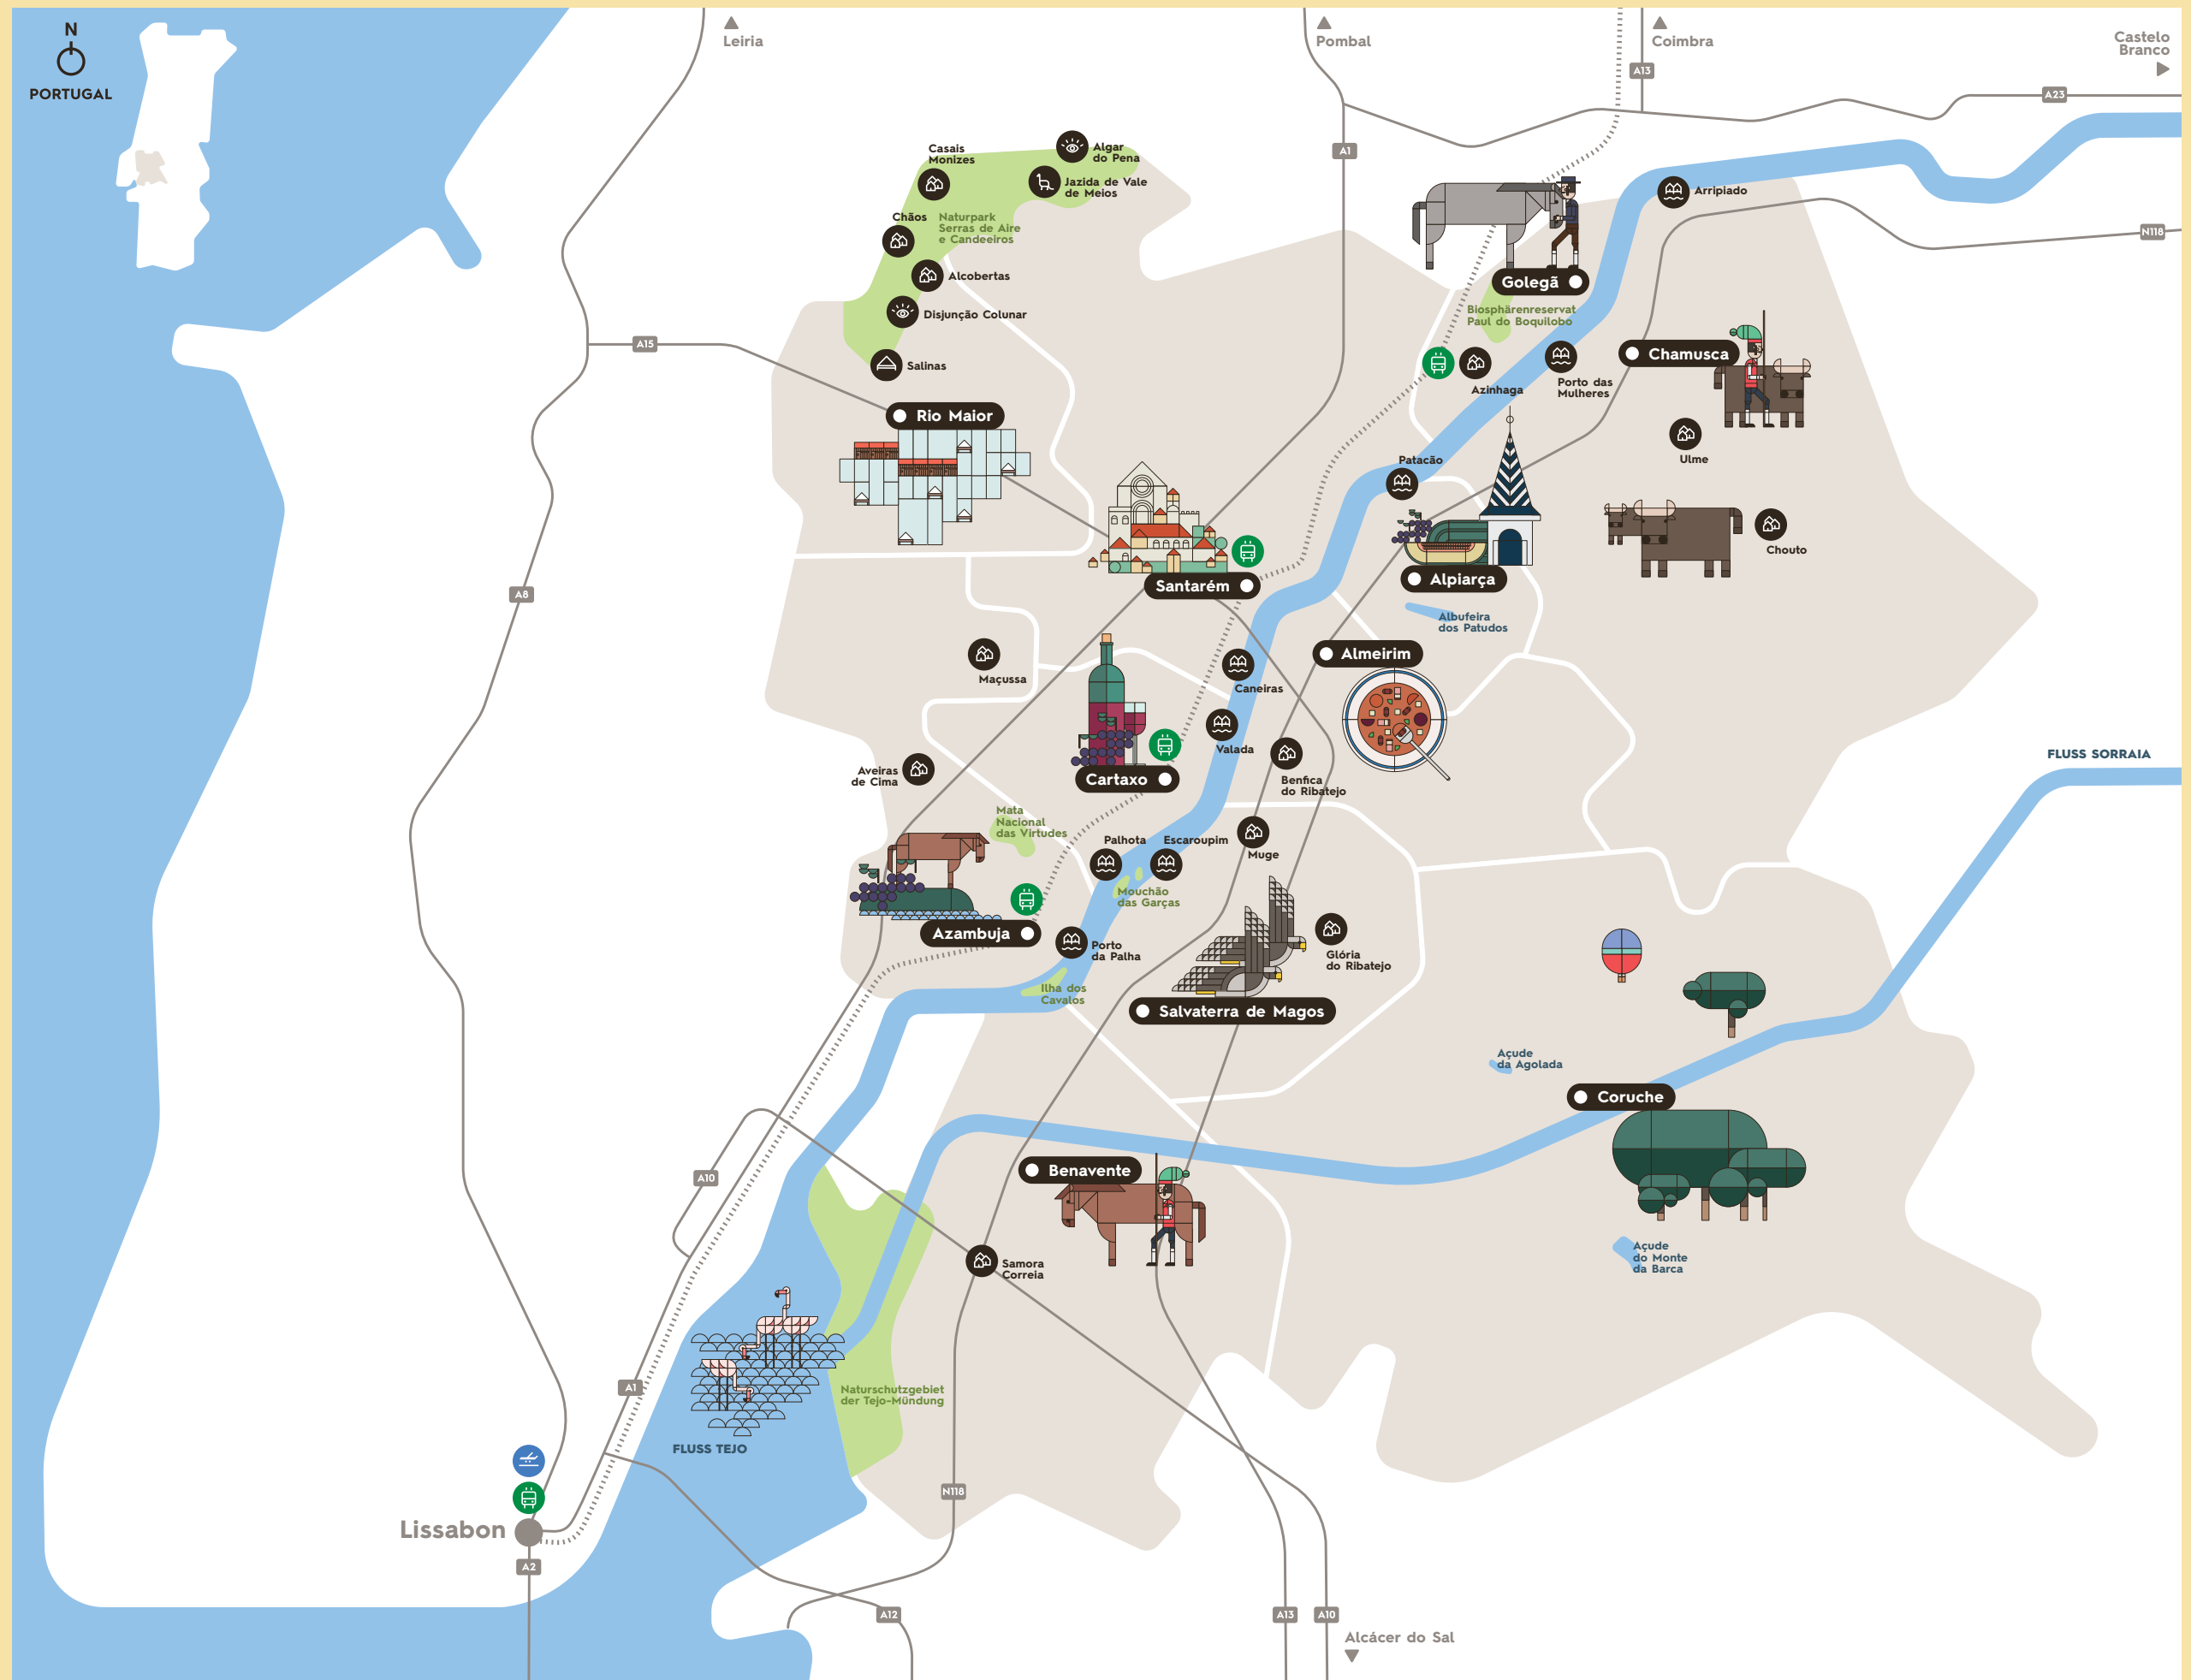 N
PORTUGAL
Leiria
Pombal
Coimbra
Castelo
Branco
A13
A23
A1
N118
Casais
Monizes
Algar
do Pena
Jazida de Vale
de Meios
Arripiado
Chãos
Naturpark
Serras de Aire
e Candeeiros
Alcobertas
Golegã
Disjunção Colunar
Biosphärenreservat
Paul do Boquilobo
A15
Salinas
Chamusca
Azinhaga
Porto das
Mulheres
Rio Maior
Ulme
Patacão
Chouto
A8
Santarém
Alpiarça
Albufeira
dos Patudos
Almeirim
Maçussa
Caneiras
Valada
FLUSS SORRAIA
Aveiras
de Cima
Cartaxo
Benfica
do Ribatejo
Mata
Nacional
das Virtudes
Palhota
Escaroupim
Muge
Mouchão
das Garças
Azambuja
Porto
da Palha
Glória
do Ribatejo
Ilha dos
Cavalos
Salvaterra de Magos
Açude
da Agolada
Coruche
A10
Benavente
Samora
Correia
Açude
do Monte
da Barca
A1
Naturschutzgebiet
der Tejo-Mündung
FLUSS TEJO
N118
Lissabon
A2
A12
A13
A10
Alcácer do Sal